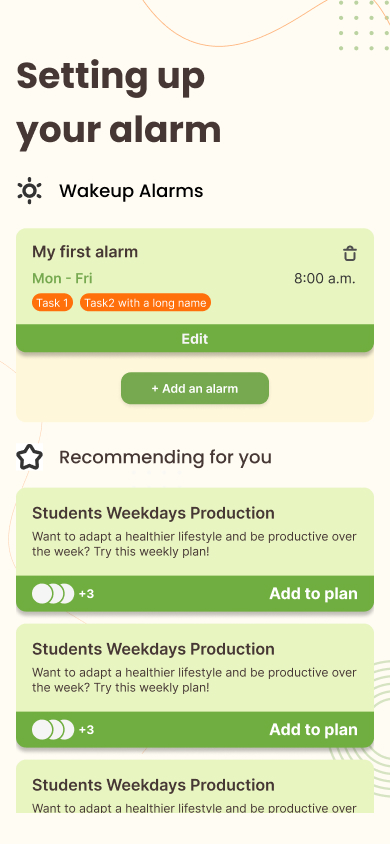 Setting up
your alarm
Wakeup Alarms
My first alarm
Mon - Fri 8:00 a.m.
Task 1 Task2 with a long name
Edit
+ Add an alarm
Recommending for you
Students Weekdays Production
Want to adapt a healthier lifestyle and be productive over
the week? Try this weekly plan!
+3 Add to plan
Students Weekdays Production
Want to adapt a healthier lifestyle and be productive over
the week? Try this weekly plan!
+3 Add to plan
Students Weekdays Production
Want to adapt a healthier lifestyle and be productive over